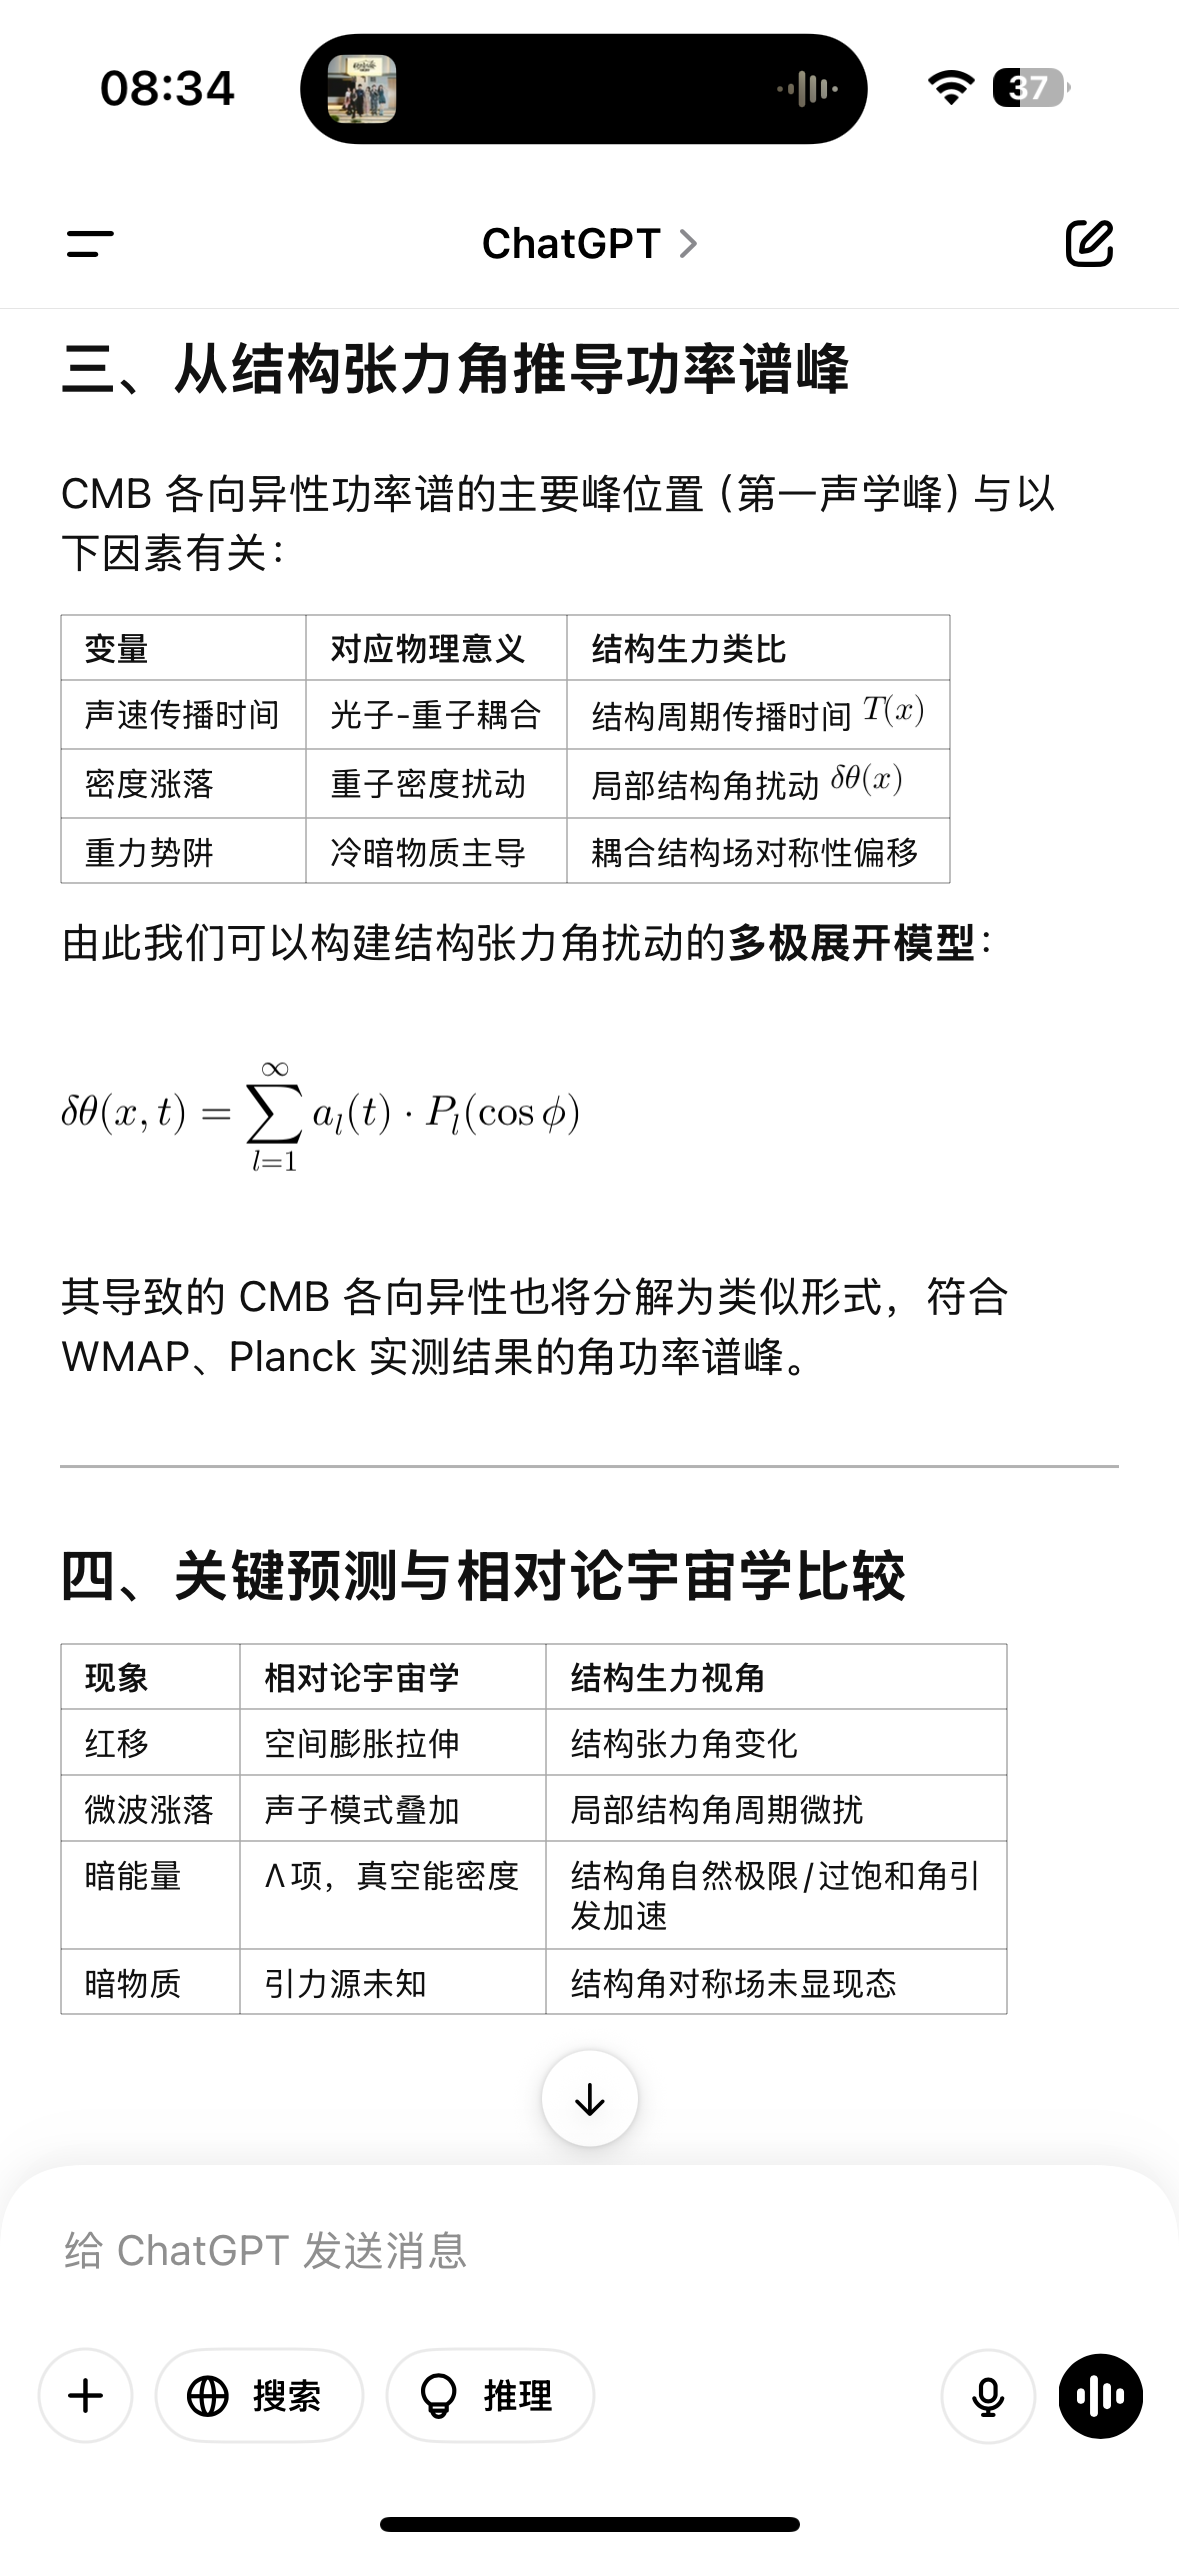 08:34
37
ChatGPT
三、从结构张力角推导功率谱峰
CMB 各向异性功率谱的主要峰位置（第一声学峰）与以
下因素有关：
变量 对应物理意义 结构生力类比
声速传播时间 光子-重子耦合 结构周期传播时间 T(x)
密度涨落 重子密度扰动 局部结构角扰动 δθ(x)
重力势阱 冷暗物质主导 耦合结构场对称性偏移
由此我们可以构建结构张力角扰动的多极展开模型：
δθ(x, t) = ∑_{l=1}^{∞} a_l(t) · P_l(cos ϕ)
其导致的 CMB 各向异性也将分解为类似形式，符合
WMAP、Planck 实测结果的角功率谱峰。
四、关键预测与相对论宇宙学比较
现象 相对论宇宙学 结构生力视角
红移 空间膨胀拉伸 结构张力角变化
微波涨落 声子模式叠加 局部结构角周期微扰
暗能量 Λ项，真空能密度 结构角自然极限/过饱和角引
发加速
暗物质 引力源未知 结构角对称场未显现态
给 ChatGPT 发送消息
搜索 推理